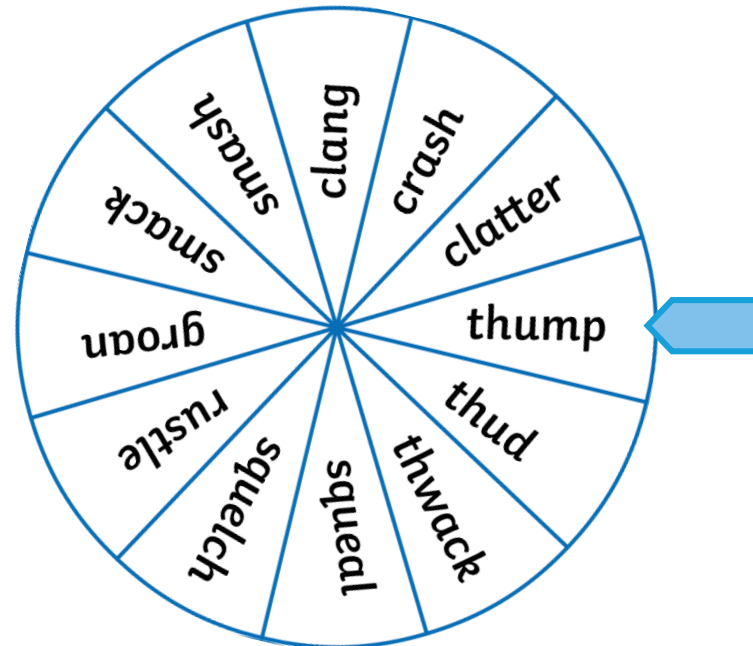 clang
crash
clatter
thump
thud
thwack
squeal
squelch
rustle
groan
smack
smash